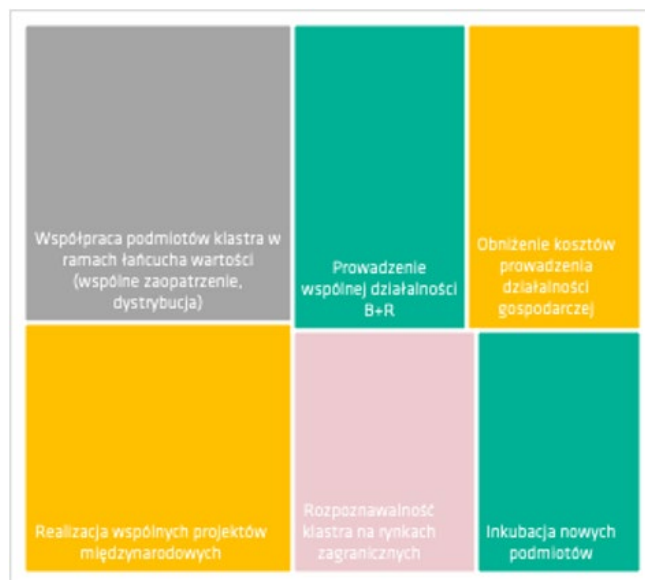 Współpraca podmiotów klastra w
ramach łańcucha wartości
(wspólne zaopatrzenie,
dystrybucja)
Prowadzenie
wspólnej działalności
B+R
Obniżenie kosztów
prowadzenia
działalności
gospodarczej
Realizacja wspólnych projektów
międzynarodowych
Rozpoznawalność
klastra na rynkach
zagranicznych
Inkubacja nowych
podmiotów